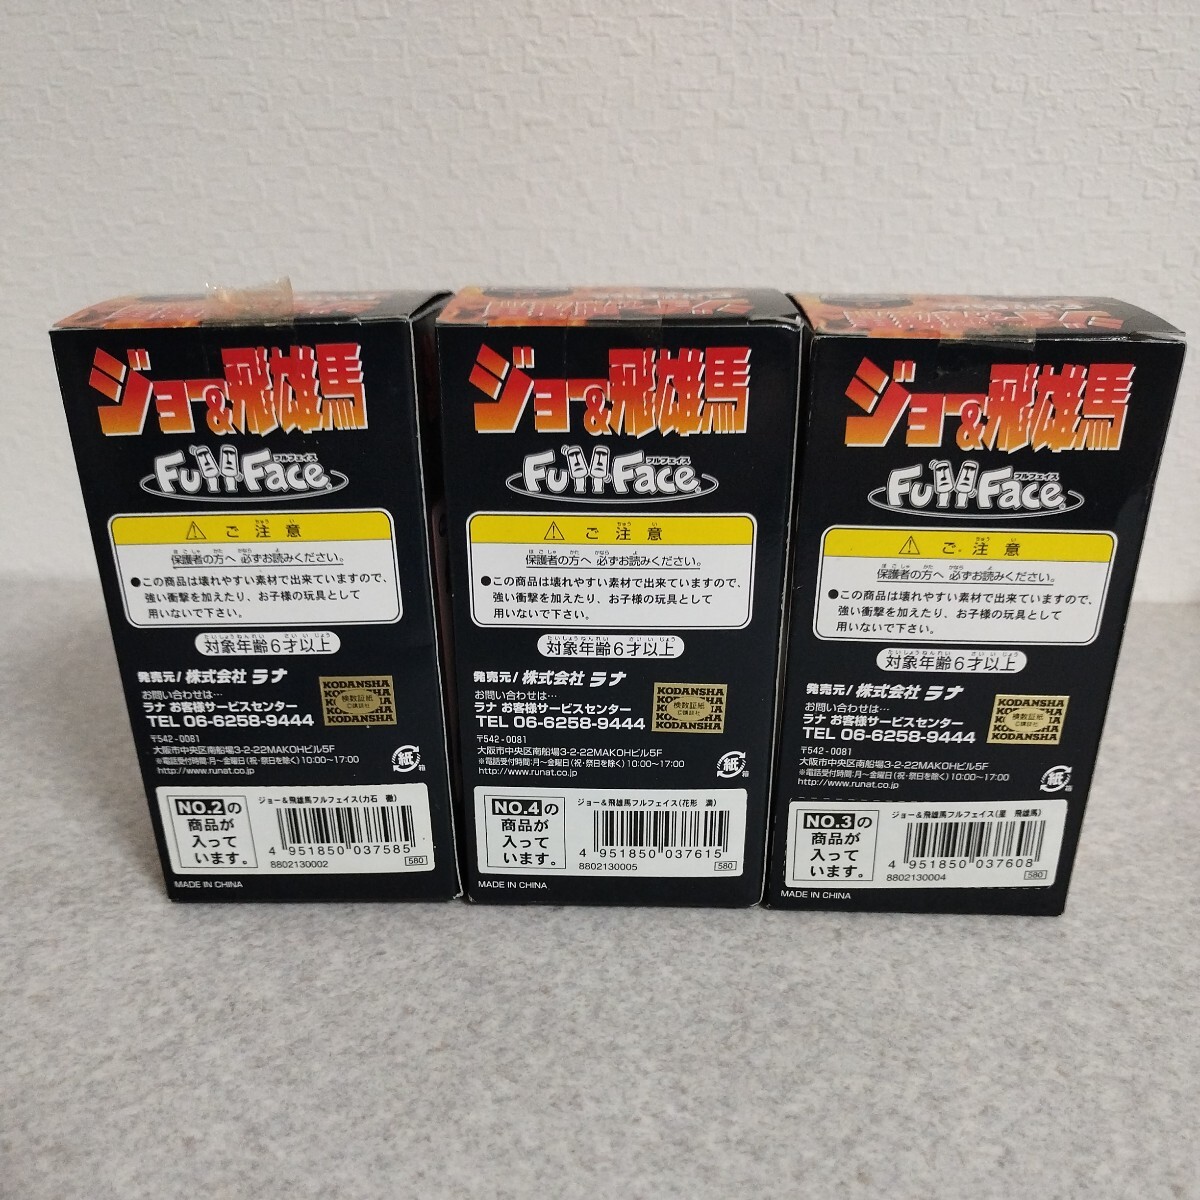 ジョー&飛雄馬
Full Face
フルフェイス
ご注意
保護者の方へ 必ずお読みください。
●この商品は壊れやすい素材で出来ていますので、
強い衝撃を加えたり、お子様の玩具として
用いないで下さい。
対象年齢6才以上
発売元/株式会社 ラナ
お問い合わせは…
ラナ お客様サービスセンター
TEL 06-6258-9444
〒542-0081
大阪市中央区南船場3-2-22MAKOHビル5F
※電話受付時間:月～金曜日(祝・祭日を除く)10:00～17:00
http://www.runat.co.jp
KODANSHA
検数証紙
©講談社
KODANSHA
紙
箱
NO.2の
商品が
入って
います。
ジョー&飛雄馬フルフェイス(力石 徹)
4 951850 037585
8802130002
580
MADE IN CHINA
ジョー&飛雄馬
Full Face
フルフェイス
ご注意
保護者の方へ 必ずお読みください。
●この商品は壊れやすい素材で出来ていますので、
強い衝撃を加えたり、お子様の玩具として
用いないで下さい。
対象年齢6才以上
発売元/株式会社 ラナ
お問い合わせは…
ラナ お客様サービスセンター
TEL 06-6258-9444
〒542-0081
大阪市中央区南船場3-2-22MAKOHビル5F
※電話受付時間:月～金曜日(祝・祭日を除く)10:00～17:00
http://www.runat.co.jp
KODANSHA
検数証紙
©講談社
KODANSHA
紙
箱
NO.4の
商品が
入って
います。
ジョー&飛雄馬フルフェイス(花形 満)
4 951850 037615
8802130005
580
MADE IN CHINA
ジョー&飛雄馬
Full Face
フルフェイス
ご注意
保護者の方へ 必ずお読みください。
●この商品は壊れやすい素材で出来ていますので、
強い衝撃を加えたり、お子様の玩具として
用いないで下さい。
対象年齢6才以上
発売元/株式会社 ラナ
お問い合わせは…
ラナ お客様サービスセンター
TEL 06-6258-9444
〒542-0081
大阪市中央区南船場3-2-22MAKOHビル5F
※電話受付時間:月～金曜日(祝・祭日を除く)10:00～17:00
http://www.runat.co.jp
KODANSHA
検数証紙
©講談社
KODANSHA
紙
箱
NO.3の
商品が
入って
います。
ジョー&飛雄馬フルフェイス(星 飛雄馬)
4 951850 037608
8802130004
580
MADE IN CHINA